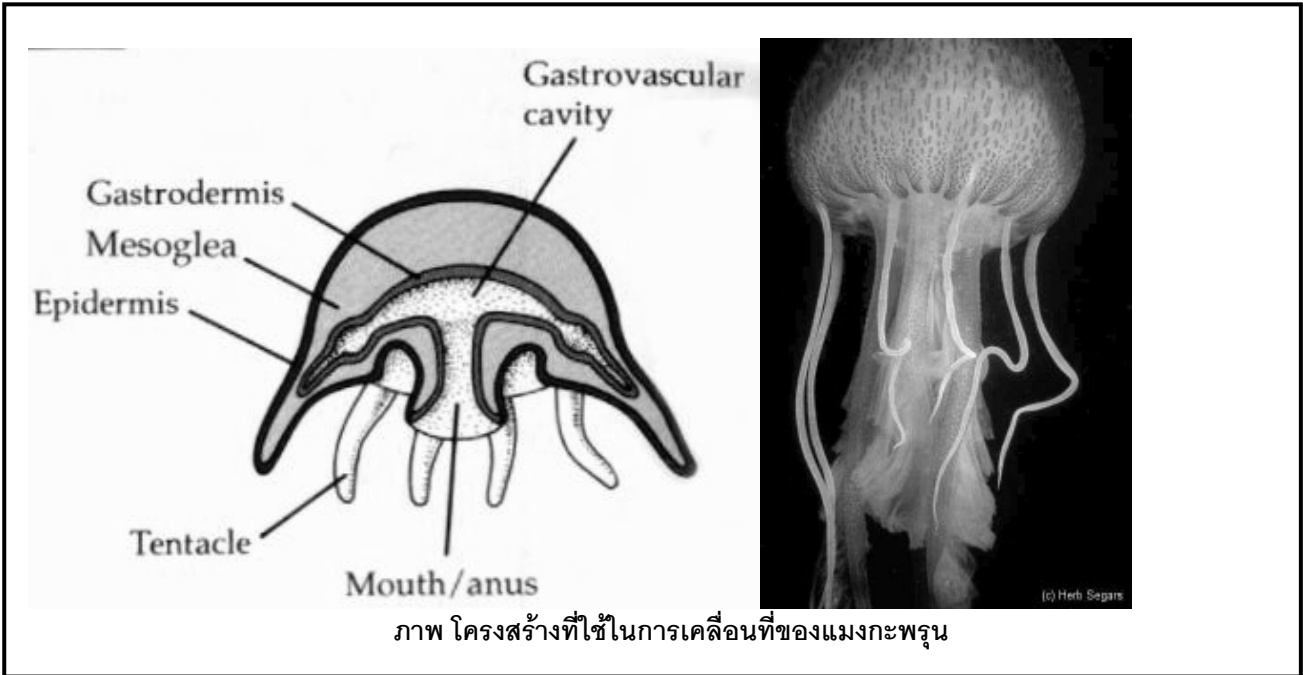 Gastrovascular
cavity
Gastrodermis
Mesoglea
Epidermis
Tentacle
Mouth/anus
(c) Herb Segars
ภาพ โครงสร้างที่ใช้ในการเคลื่อนที่ของแมงกะพรุน